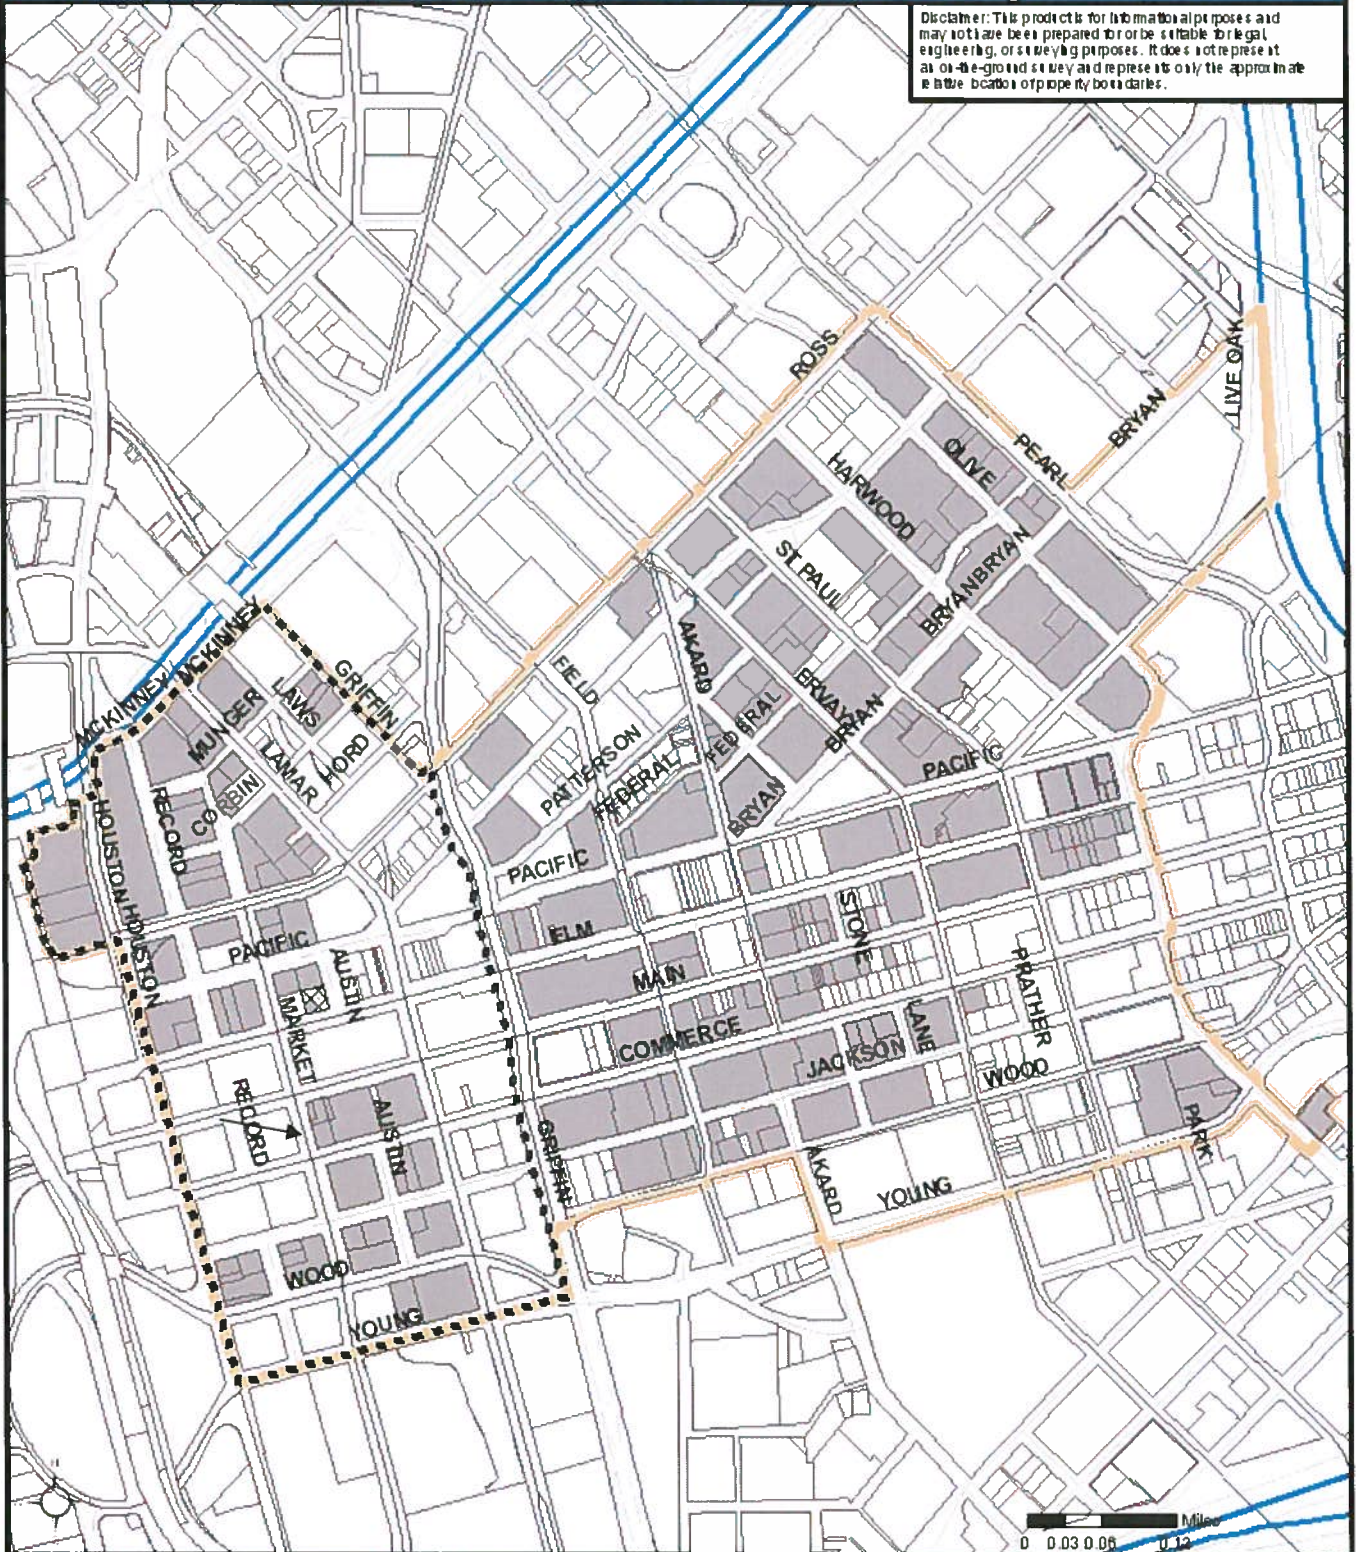 Disclaimer: This product is for informational purposes and
may not have been prepared for or be suitable for legal,
engineering, or surveying purposes. It does not represent
an on-the-ground survey and represents only the approximate
relative location of property boundaries.
ROSS
LIVE OAK
BRYAN
PEARL
OLIVE
HARWOOD
BRYAN
BRYAN
ST PAUL
MCKINNEY
MCKINNEY
GRIFFIN
FIELD
AKARD
LAWS
MUNGER
ERVAY
FEDERAL
BRYAN
LAMAR
HORD
PATTERSON
PACIFIC
FEDERAL
CORBIN
RECORD
HOUSTON
BRYAN
PACIFIC
HOUSTON
PACIFIC
ELM
STONE
MAIN
AUSTIN
PRATHER
MARKET
COMMERCE
LANE
JACKSON
WOOD
RECORD
AUSTIN
PARK
GRIFFIN
AKARD
YOUNG
WOOD
YOUNG
Miles
0 0.03 0.06 0.12